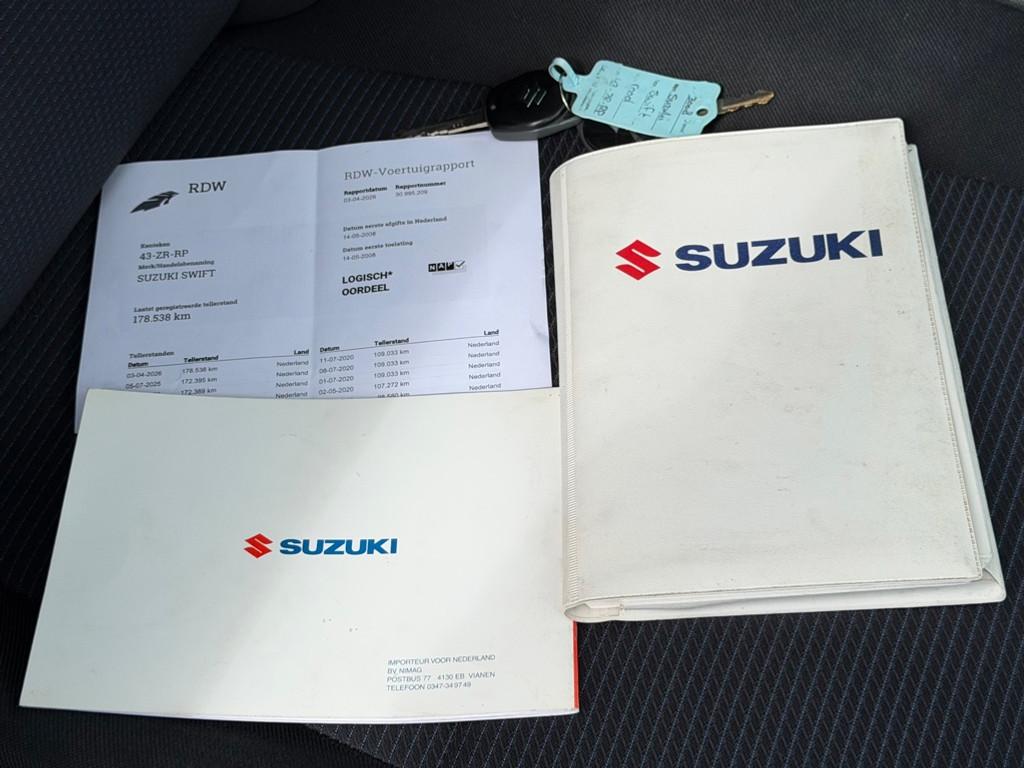 RDW
Kenteken
43-ZR-RP
Merk/Handelsbenaming
SUZUKI SWIFT
Laatst geregistreerde tellerstand
178.538 km
Tellerstanden
Datum Tellerstand Land
03-04-2026 178.538 km Nederland
05-07-2025 172.395 km Nederland
172.389 km Nederland
RDW-Voertuigrapport
Rapportdatum Rapportnummer
03-04-2026 30.995.209
Datum eerste afgifte in Nederland
14-05-2008
Datum eerste toelating
14-05-2008
LOGISCH*
OORDEEL
NAP
Datum Tellerstand Land
11-07-2020 109.033 km Nederland
08-07-2020 109.033 km Nederland
01-07-2020 109.033 km Nederland
02-05-2020 107.272 km Nederland
Suzuki
Swift
SUZUKI
SUZUKI
IMPORTEUR VOOR NEDERLAND
BV NIMAG
POSTBUS 77 4130 EB VIANEN
TELEFOON 0347-34 97 49